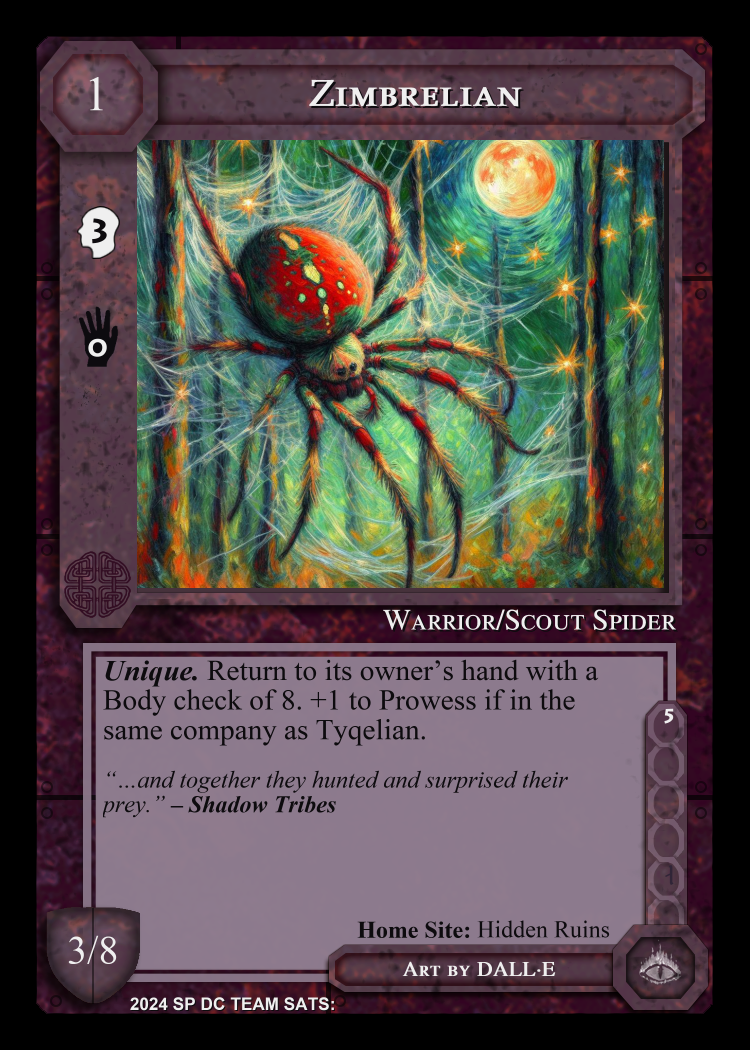 1
Zimbrelian
3
0
Warrior/Scout Spider
Unique. Return to its owner's hand with a
Body check of 8. +1 to Prowess if in the
same company as Tyqelian.
5
"...and together they hunted and surprised their
prey." – Shadow Tribes
Home Site: Hidden Ruins
3/8
Art by DALL·E
2024 SP DC TEAM SATS: